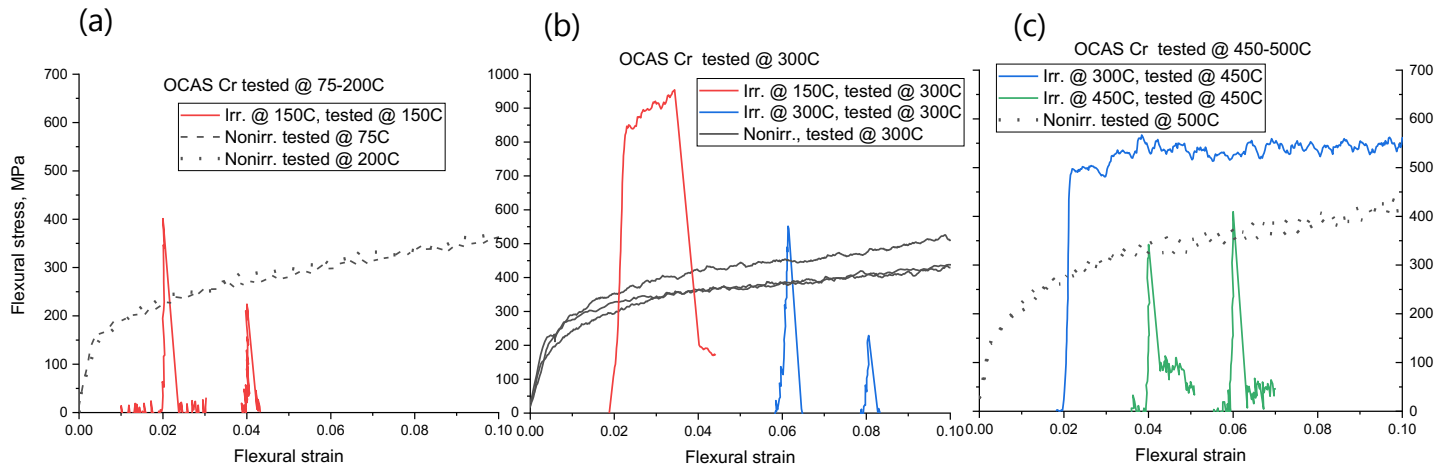 (a)
OCAS Cr tested @ 75-200C
Irr. @ 150C, tested @ 150C
Nonirr. tested @ 75C
Nonirr. tested @ 200C
Flexural stress, MPa
700
600
500
400
300
200
100
0
0.00 0.02 0.04 0.06 0.08 0.10
Flexural strain
(b)
OCAS Cr tested @ 300C
Irr. @ 150C, tested @ 300C
Irr. @ 300C, tested @ 300C
Nonirr., tested @ 300C
1000
900
800
700
600
500
400
300
200
100
0
0.00 0.02 0.04 0.06 0.08 0.10
Flexural strain
(c)
OCAS Cr tested @ 450-500C
Irr. @ 300C, tested @ 450C
Irr. @ 450C, tested @ 450C
Nonirr. tested @ 500C
700
600
500
400
300
200
100
0
0.00 0.02 0.04 0.06 0.08 0.10
Flexural strain